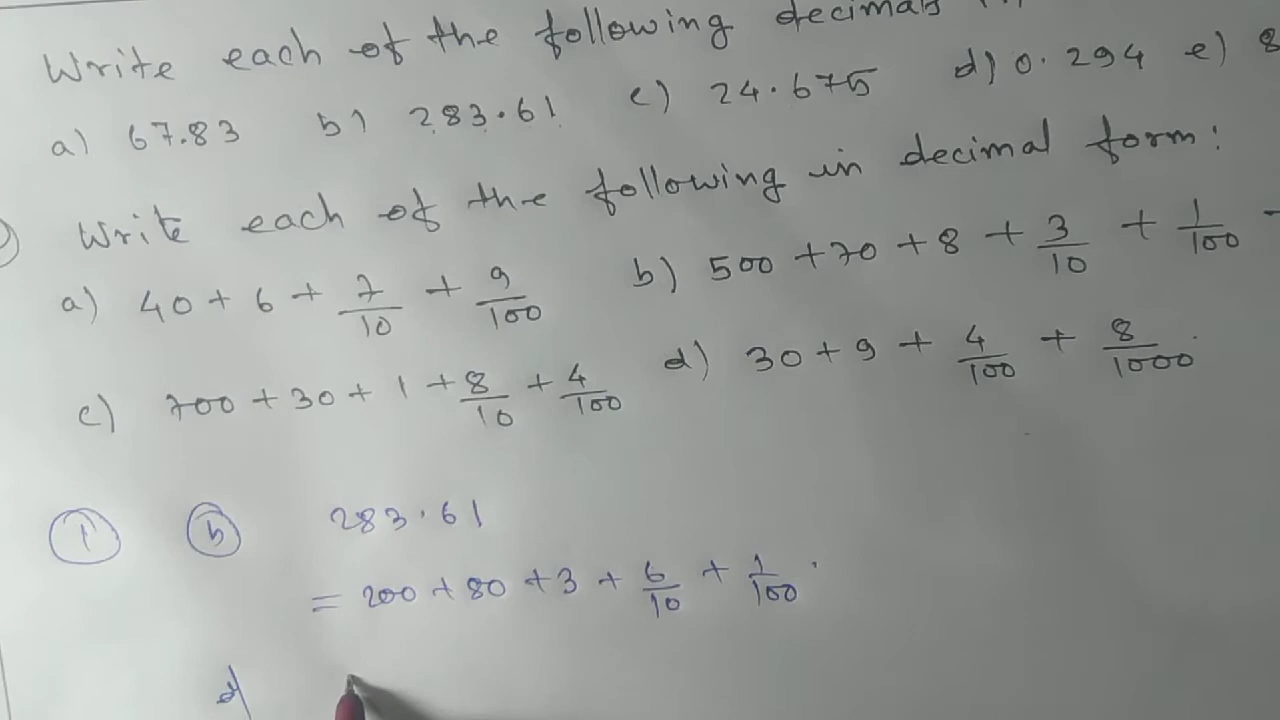 Write each of the following decimals
a) 67.83 b) 283.61 c) 24.675 d) 0.294 e) 8
Write each of the following in decimal form:
a) 40 + 6 + 7/10 + 9/100 b) 500 + 70 + 8 + 3/10 + 1/100
c) 700 + 30 + 1 + 8/10 + 4/100 d) 30 + 9 + 4/100 + 8/1000.
1 b 283.61
= 200 + 80 + 3 + 6/10 + 1/100.
d)